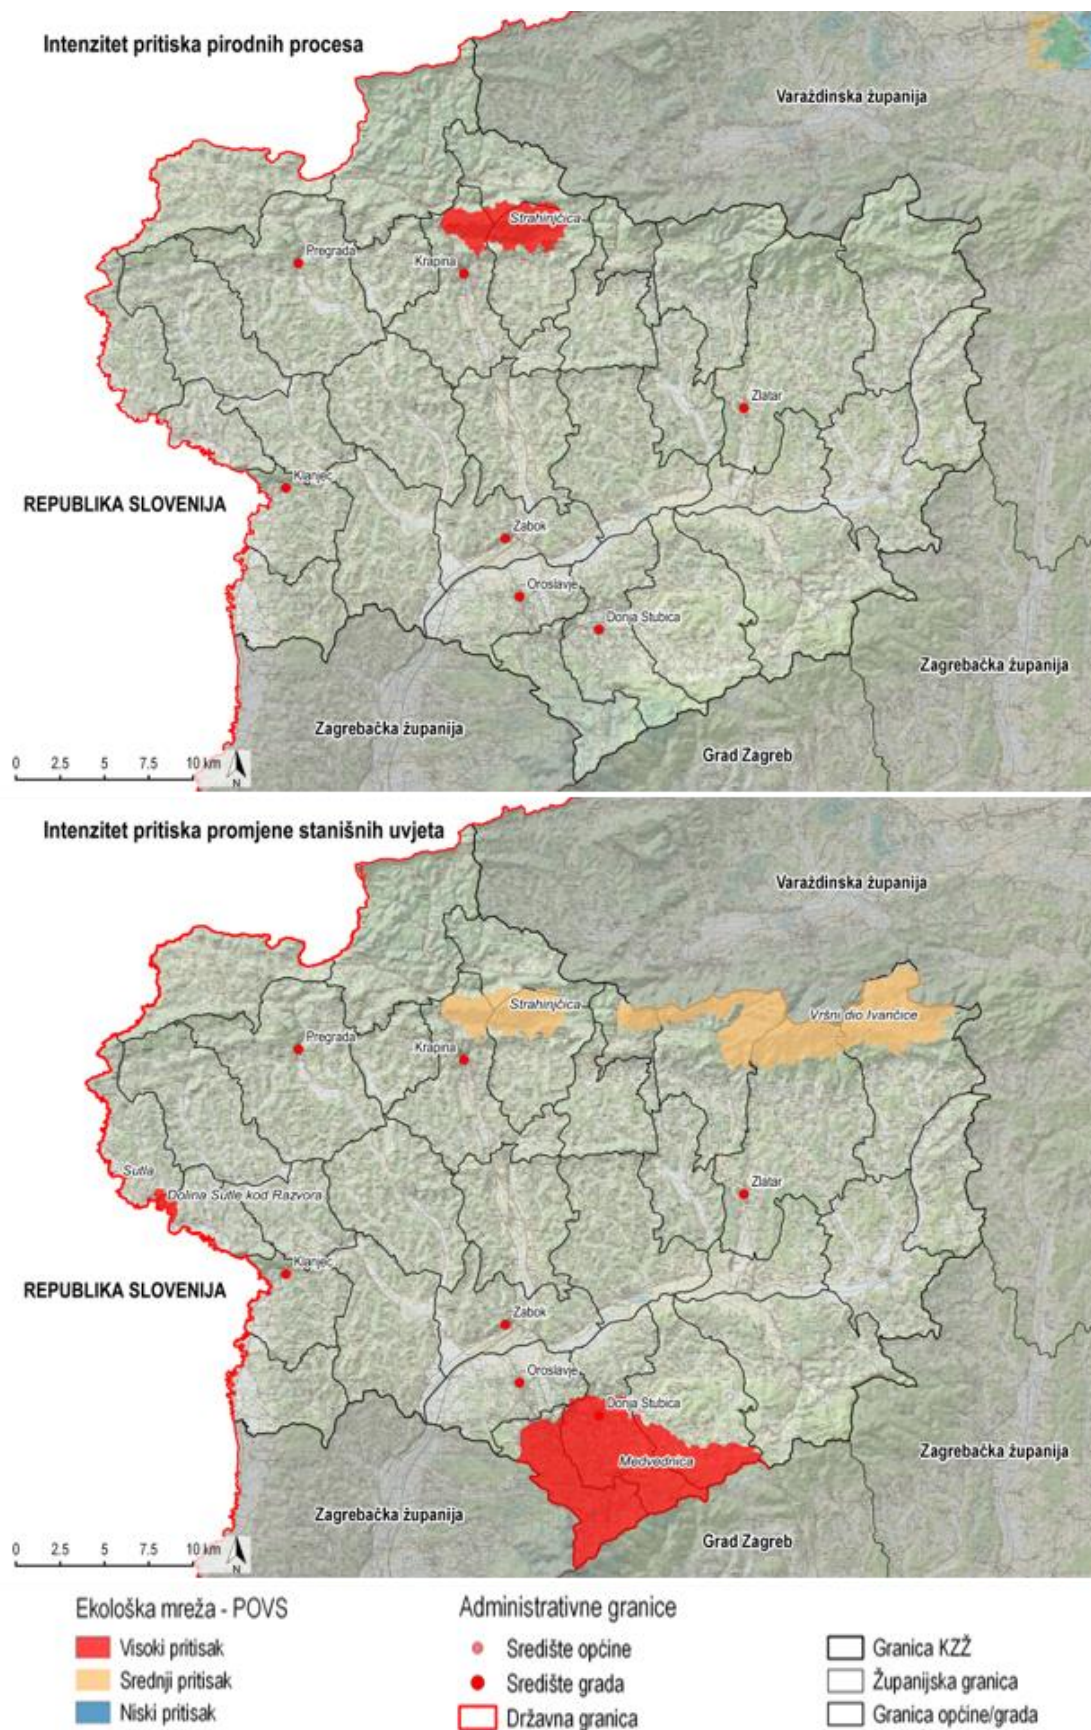 Intenzitet pritiska pirodnih procesa
Varaždinska županija
Strahinjčica
Pregrada
Krapina
Zlatar
Klanjec
REPUBLIKA SLOVENIJA
Zabok
Oroslavje
Donja Stubica
Zagrebačka županija
Zagrebačka županija
Grad Zagreb
0 2.5 5 7.5 10 km
N
Intenzitet pritiska promjene stanišnih uvjeta
Varaždinska županija
Strahinjčica
Vršni dio Ivančice
Pregrada
Krapina
Sutla
Dolina Sutle kod Razvora
Zlatar
Klanjec
REPUBLIKA SLOVENIJA
Zabok
Oroslavje
Donja Stubica
Medvednica
Zagrebačka županija
Zagrebačka županija
Grad Zagreb
0 2.5 5 7.5 10 km
N
Ekološka mreža - POVS
Visoki pritisak
Srednji pritisak
Niski pritisak
Administrativne granice
Središte općine
Središte grada
Državna granica
Granica KZŽ
Županijska granica
Granica općine/grada